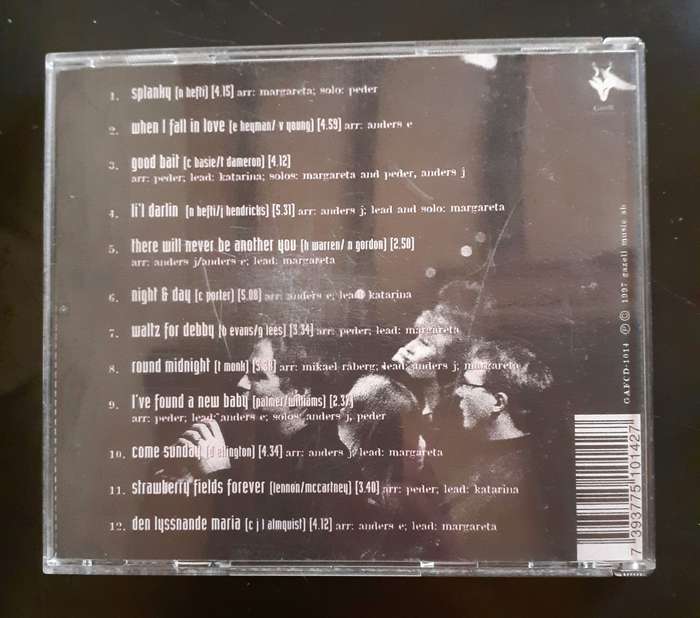 1. splanky (n hefti) [4.15] arr: margareta; solo: peder
2. when I fall in love (e heyman/ v young) [4.59] arr: anders e
3. good bait (c basie/t dameron) [4.12]
arr: peder; lead: katarina; solos: margareta and peder, anders j
4. li'l darlin (n hefti/j hendricks) [5.31] arr: anders j; lead and solo: margareta
5. there will never be another you (h warren/ n gordon) [2.50]
arr: anders j/anders e; lead: margareta
6. night & day (c porter) [5.08] arr: anders e; lead: katarina
7. waltz for debby (b evans/g lees) [3.34] arr: peder; lead: margareta
8. round midnight (t monk) arr: mikael råberg; lead: anders j; margareta
9. I've found a new baby (palmer/williams)
arr: peder; lead: anders e; solos: anders j, peder
10. come sunday (d elington) [4.34] arr: anders j; lead: margareta
11. strawberry fields forever (lennon/mccartney) [3.40] arr: peder; lead: katarina
12. den lyssnande maria (c j l almquist) [4.12] arr: anders e; lead: margareta
Gazell
GAFCD-1014 ℗ © 1997 gazell music ab
7 393775 101427